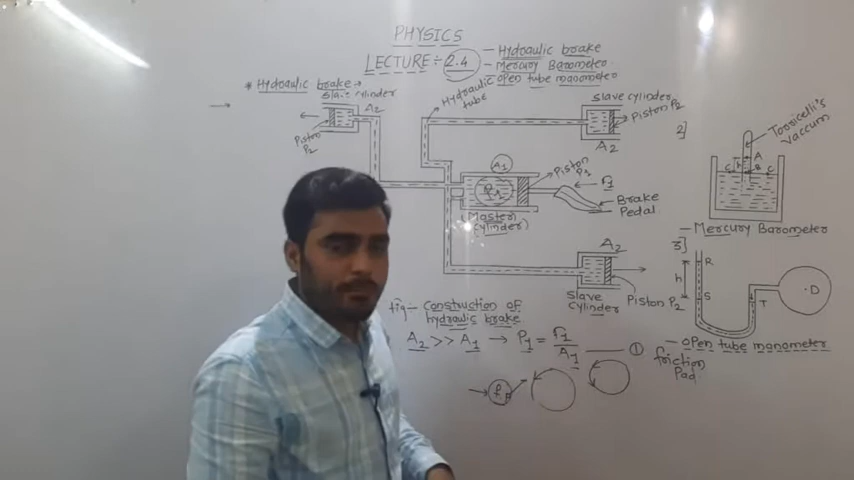 PHYSICS
LECTURE÷ 2.4
- Hydraulic brake
- Mercury Barometer.
- Open tube manometer
* Hydraulic brake→
Slave cylinder
A2
Piston
P2
Hydraulic
tube
Slave cylinder
Piston P2
A2
A1
Piston
F1
Brake
Pedal
(Master
cylinder)
A2
Slave
cylinder
Piston P2
fig- Construction of
hydraulic brake
A2 >> A1 → P1 = F1/A1 ——— ①
friction
Pad
2]
Torricelli's
vaccum
A
h
B
C
C
- Mercury Barometer
3]
R
h
S
T
.D
- Open tube manometer